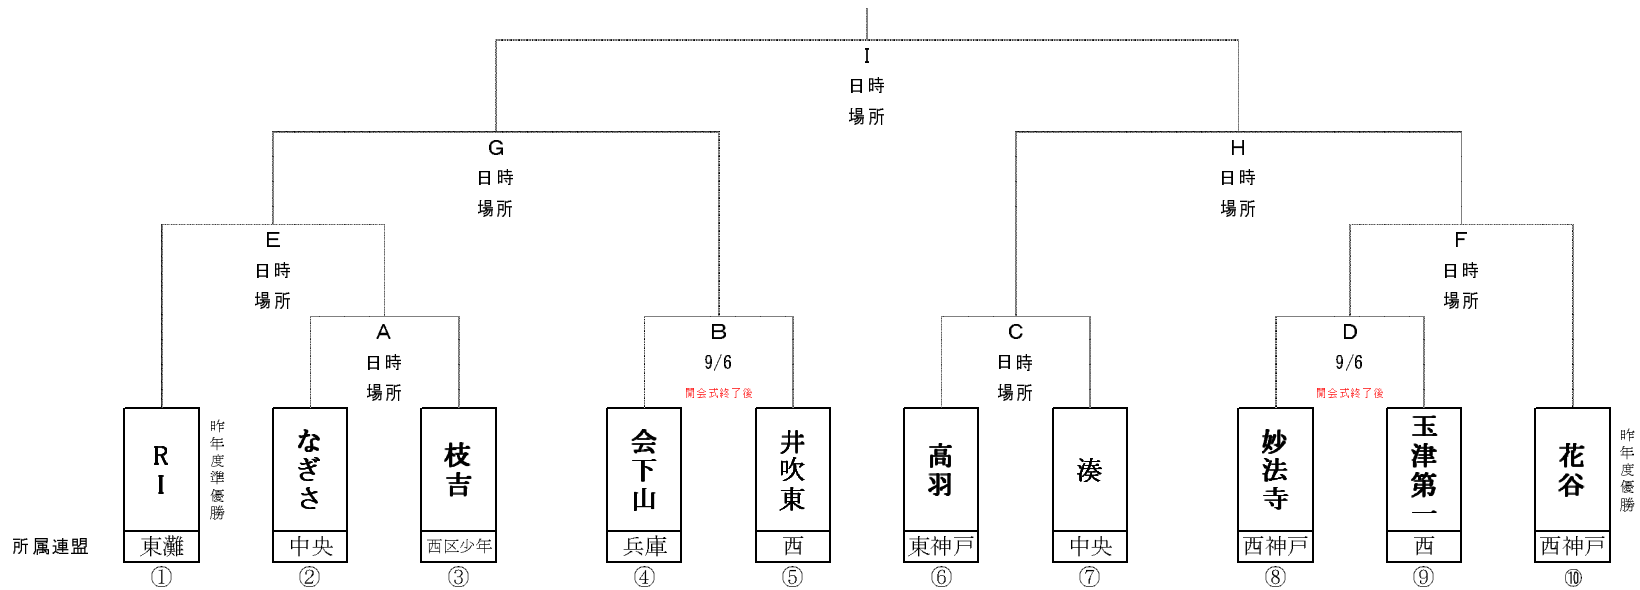 I
日時
場所
G
日時
場所
H
日時
場所
E
日時
場所
F
日時
場所
A
日時
場所
B
9/6
開会式終了後
C
日時
場所
D
9/6
開会式終了後
RI
昨年度準優勝
なぎさ
枝吉
会下山
井吹東
高羽
湊
妙法寺
玉津第一
花谷
昨年度優勝
所属連盟
東灘
中央
西区少年
兵庫
西
東神戸
中央
西神戸
西
西神戸
①
②
③
④
⑤
⑥
⑦
⑧
⑨
⑩